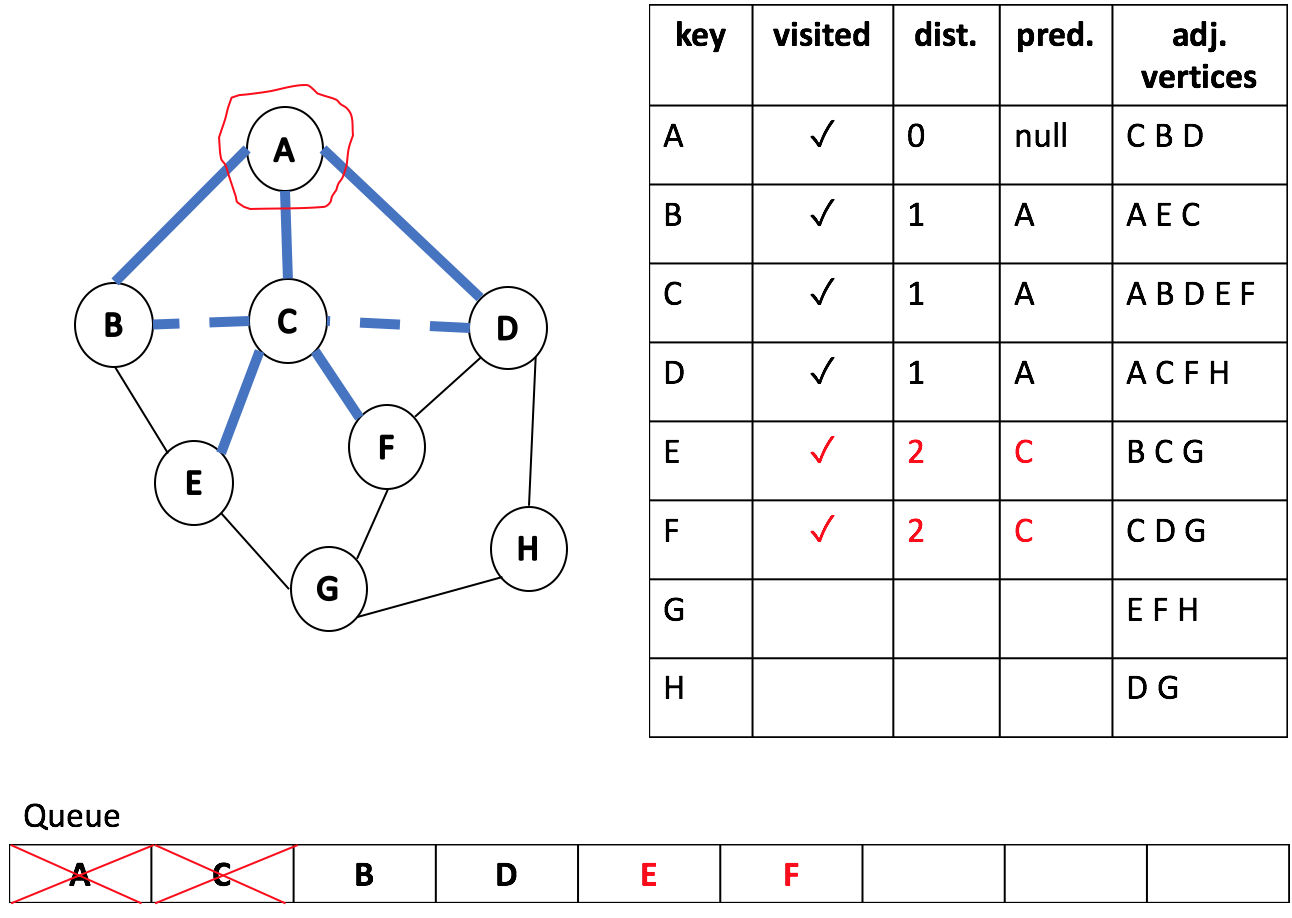 A
B
C
D
F
E
H
G
key visited dist. pred. adj. vertices
A ✓ 0 null C B D
B ✓ 1 A A E C
C ✓ 1 A A B D E F
D ✓ 1 A A C F H
E ✓ 2 C B C G
F ✓ 2 C C D G
G E F H
H D G
Queue
A C B D E F